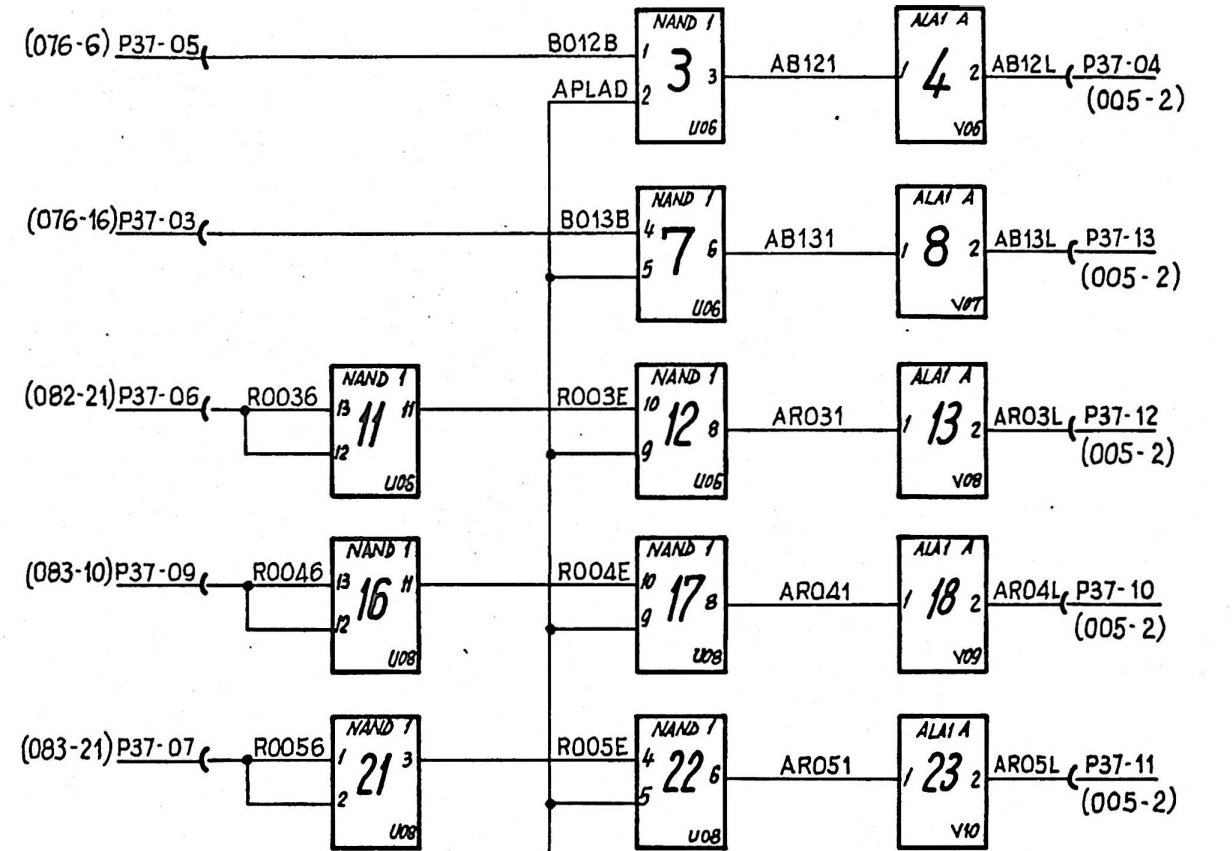 NAND 1 ALA1 A
(076-6) P37-05 B012B 1 3 3 AB121 1 4 2 AB12L P37-04
APLAD 2 (005-2)
U06 V06
NAND 1 ALA1 A
(076-16) P37-03 B013B 4 7 6 AB131 1 8 2 AB13L P37-13
5 (005-2)
U06 V07
NAND 1 NAND 1 ALA1 A
(082-21) P37-06 R0036 13 11 11 R003E 10 12 8 AR031 1 13 2 AR03L P37-12
12 9 (005-2)
U06 V08
NAND 1 NAND 1 ALA1 A
(083-10) P37-09 R0046 13 16 11 R004E 10 17 8 AR041 1 18 2 AR04L P37-10
12 9 (005-2)
U08 U08 V09
NAND 1 NAND 1 ALA1 A
(083-21) P37-07 R0056 1 21 3 R005E 4 22 6 AR051 1 23 2 AR05L P37-11
2 5 (005-2)
U08 U08 V10